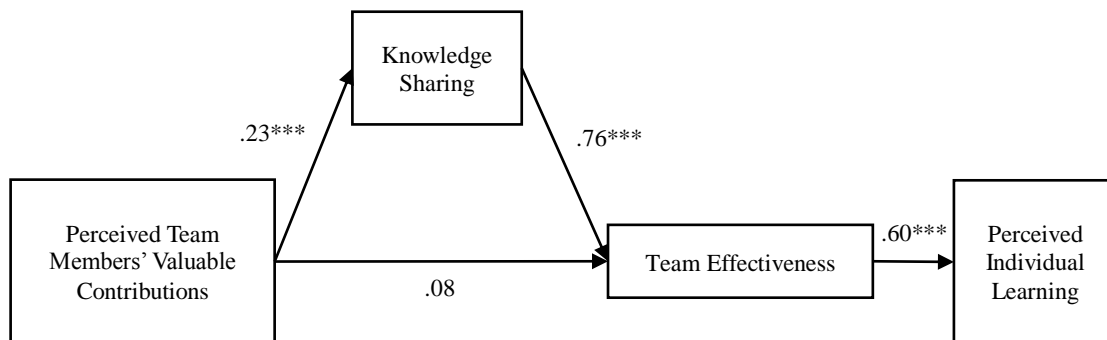 Knowledge
Sharing
.23***
.76***
Perceived Team
Members’ Valuable
Contributions
.08
Team Effectiveness
.60***
Perceived
Individual
Learning